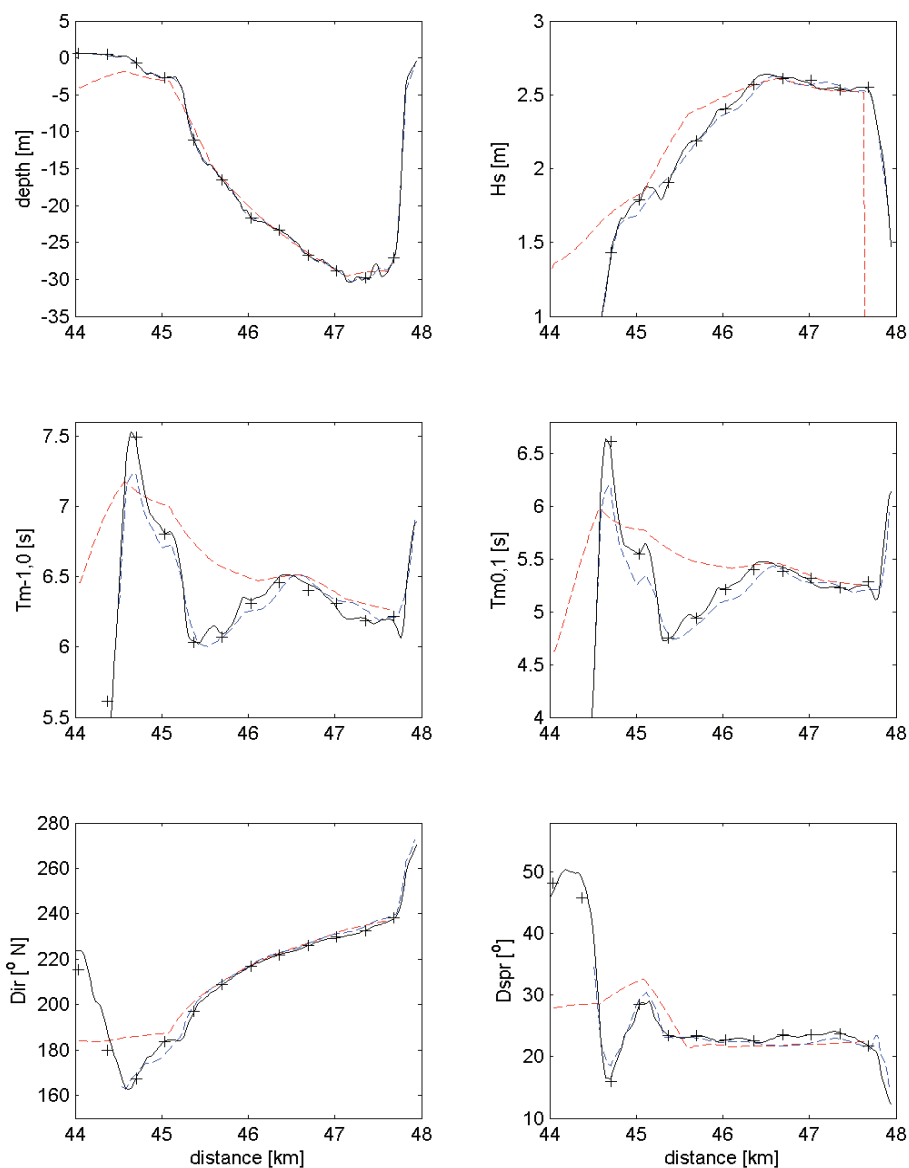 depth [m]
5
0
-5
-10
-15
-20
-25
-30
-35
44 45 46 47 48
Hs [m]
3
2.5
2
1.5
1
44 45 46 47 48
Tm-1,0 [s]
7.5
7
6.5
6
5.5
44 45 46 47 48
Tm0,1 [s]
6.5
6
5.5
5
4.5
4
44 45 46 47 48
Dir [° N]
280
260
240
220
200
180
160
44 45 46 47 48
distance [km]
Dspr [°]
50
40
30
20
10
44 45 46 47 48
distance [km]